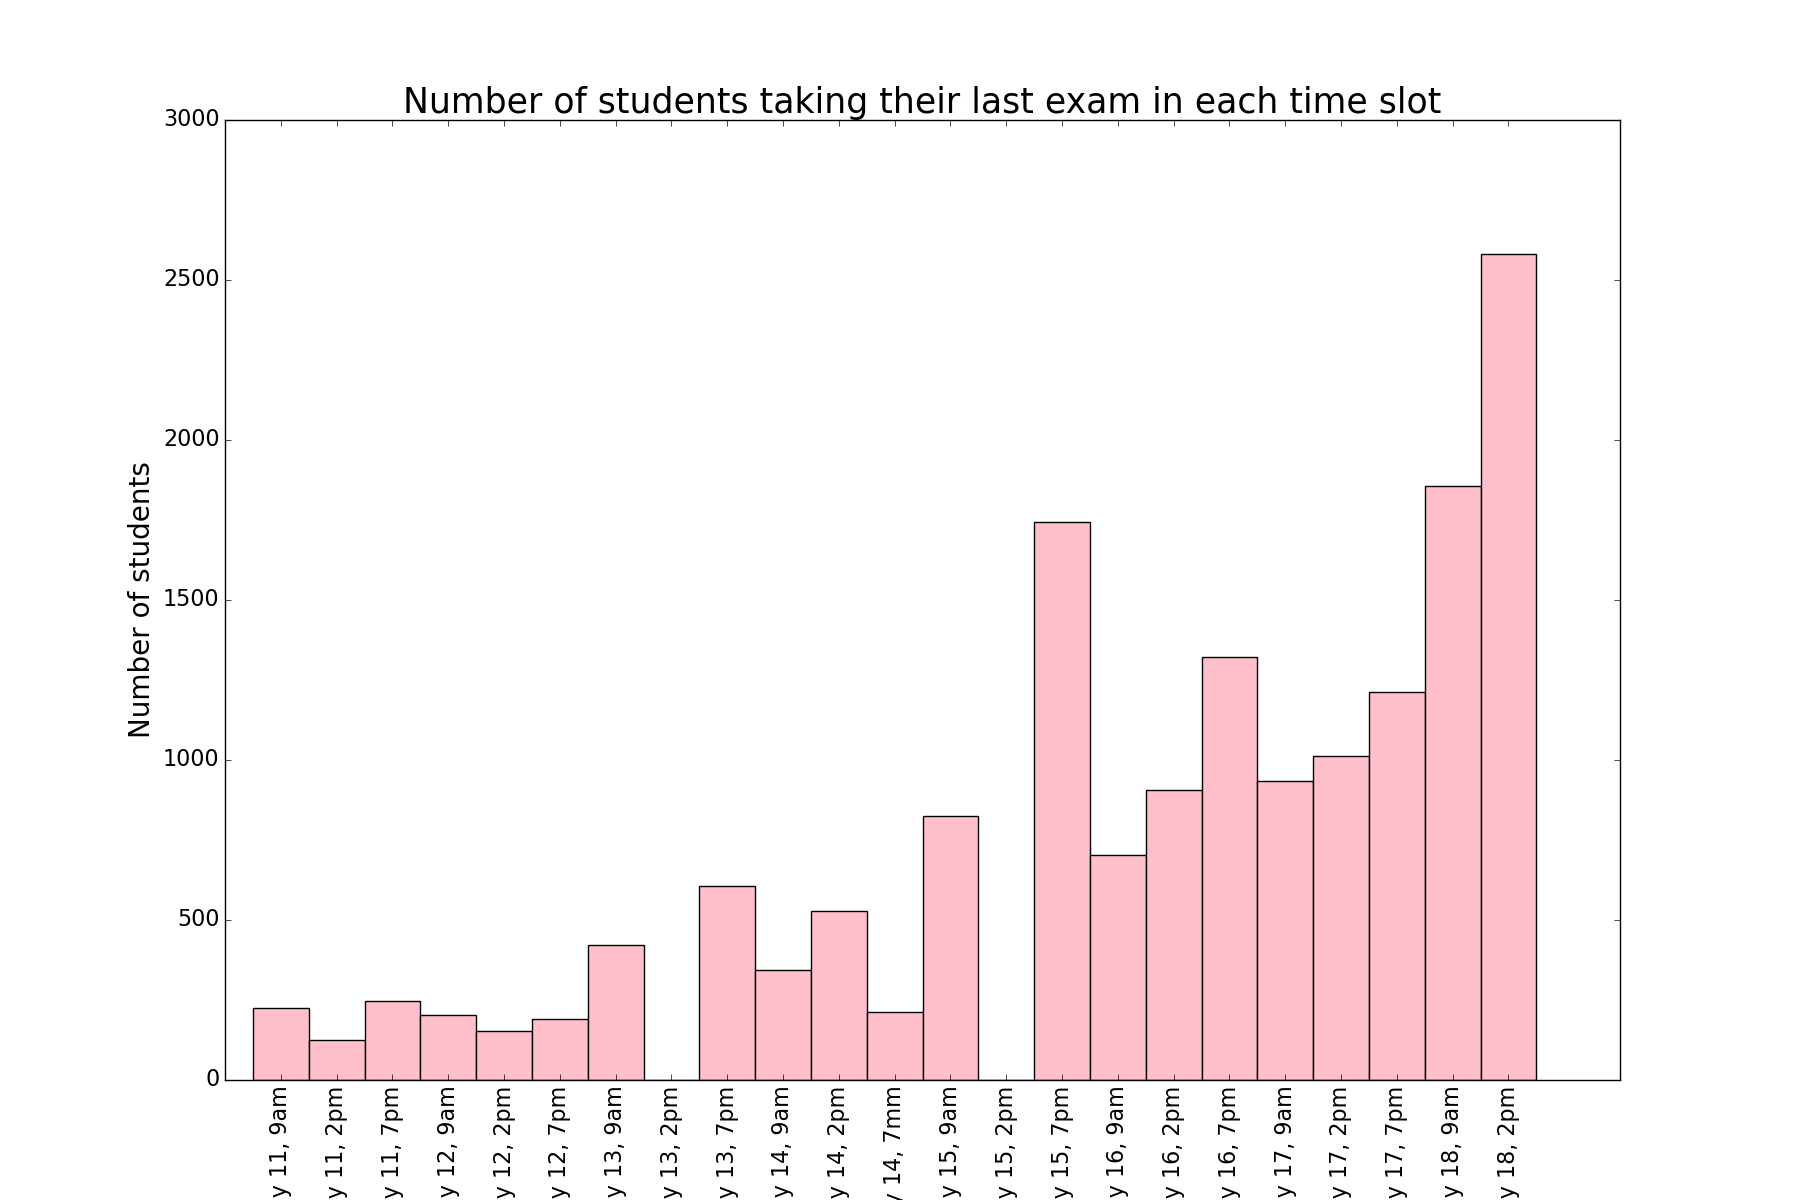 Number of students taking their last exam in each time slot
Number of students
3000
2500
2000
1500
1000
500
0
y 11, 9am
y 11, 2pm
y 11, 7pm
y 12, 9am
y 12, 2pm
y 12, 7pm
y 13, 9am
y 13, 2pm
y 13, 7pm
y 14, 9am
y 14, 2pm
y 14, 7mm
y 15, 9am
y 15, 2pm
y 15, 7pm
y 16, 9am
y 16, 2pm
y 16, 7pm
y 17, 9am
y 17, 2pm
y 17, 7pm
y 18, 9am
y 18, 2pm